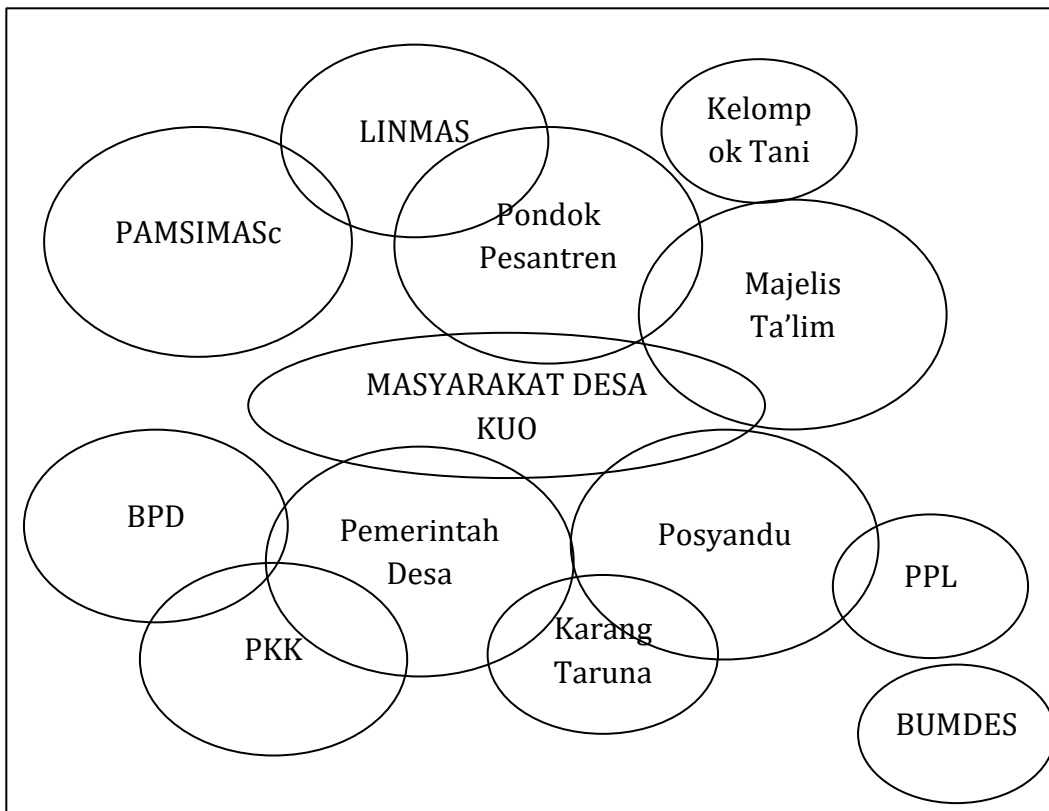 LINMAS
Kelomp
ok Tani
PAMSIMASc
Pondok
Pesantren
Majelis
Ta’lim
MASYARAKAT DESA
KUO
BPD
Pemerintah
Desa
Posyandu
PPL
PKK
Karang
Taruna
BUMDES